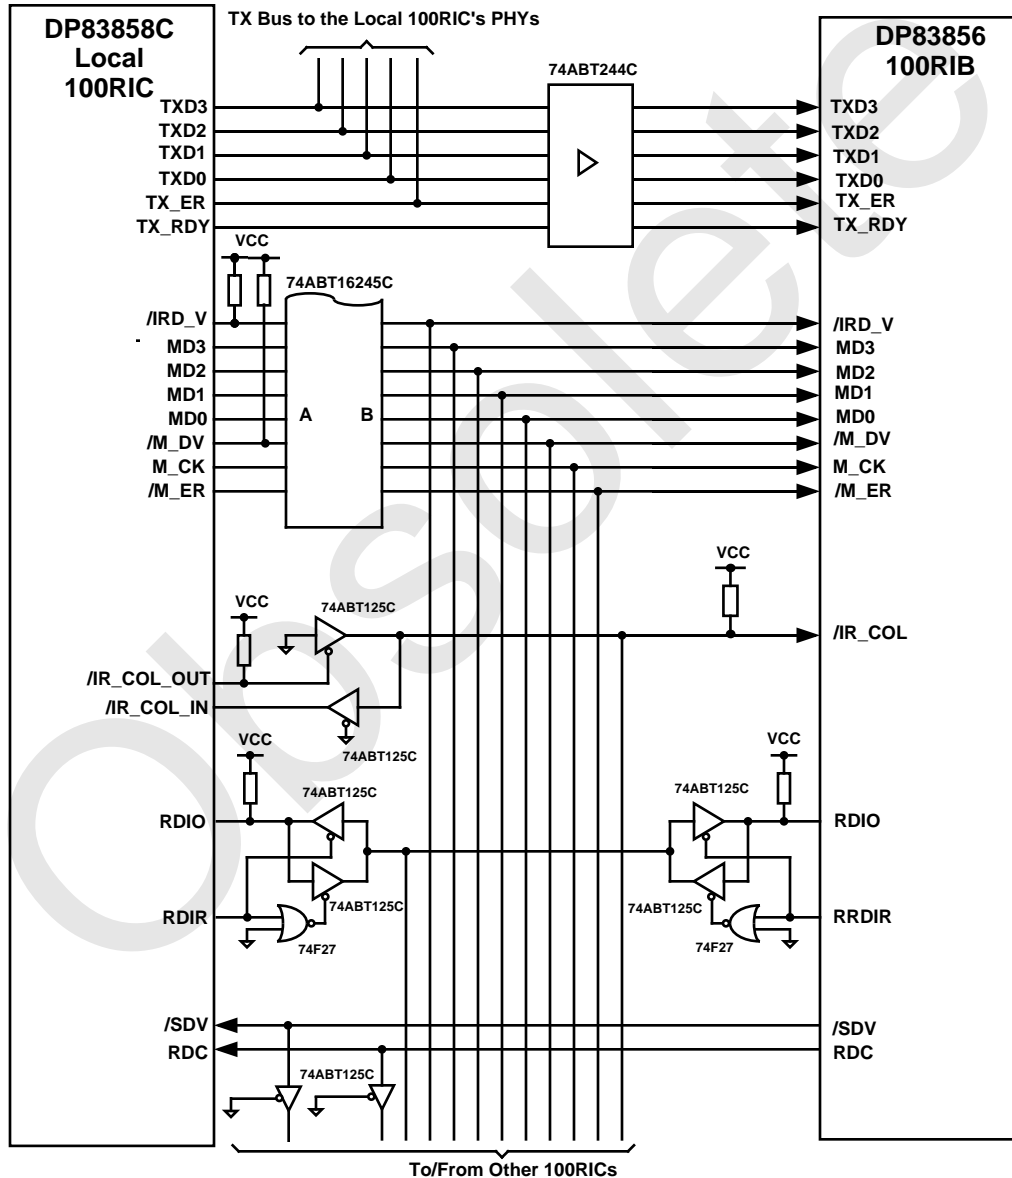 DP83858C
Local
100RIC
TX Bus to the Local 100RIC's PHYs
DP83856
100RIB
74ABT244C
TXD3
TXD3
TXD2
TXD2
TXD1
TXD1
TXD0
TXD0
TX_ER
TX_ER
TX_RDY
TX_RDY
VCC
74ABT16245C
/IRD_V
/IRD_V
MD3
MD3
MD2
MD2
MD1
MD1
MD0
A
B
MD0
/M_DV
/M_DV
M_CK
M_CK
/M_ER
/M_ER
VCC
VCC
74ABT125C
/IR_COL
/IR_COL_OUT
/IR_COL_IN
74ABT125C
VCC
VCC
74ABT125C
74ABT125C
RDIO
RDIO
74ABT125C
74ABT125C
RDIR
RRDIR
74F27
74F27
/SDV
/SDV
RDC
RDC
74ABT125C
To/From Other 100RICs
Obsolete